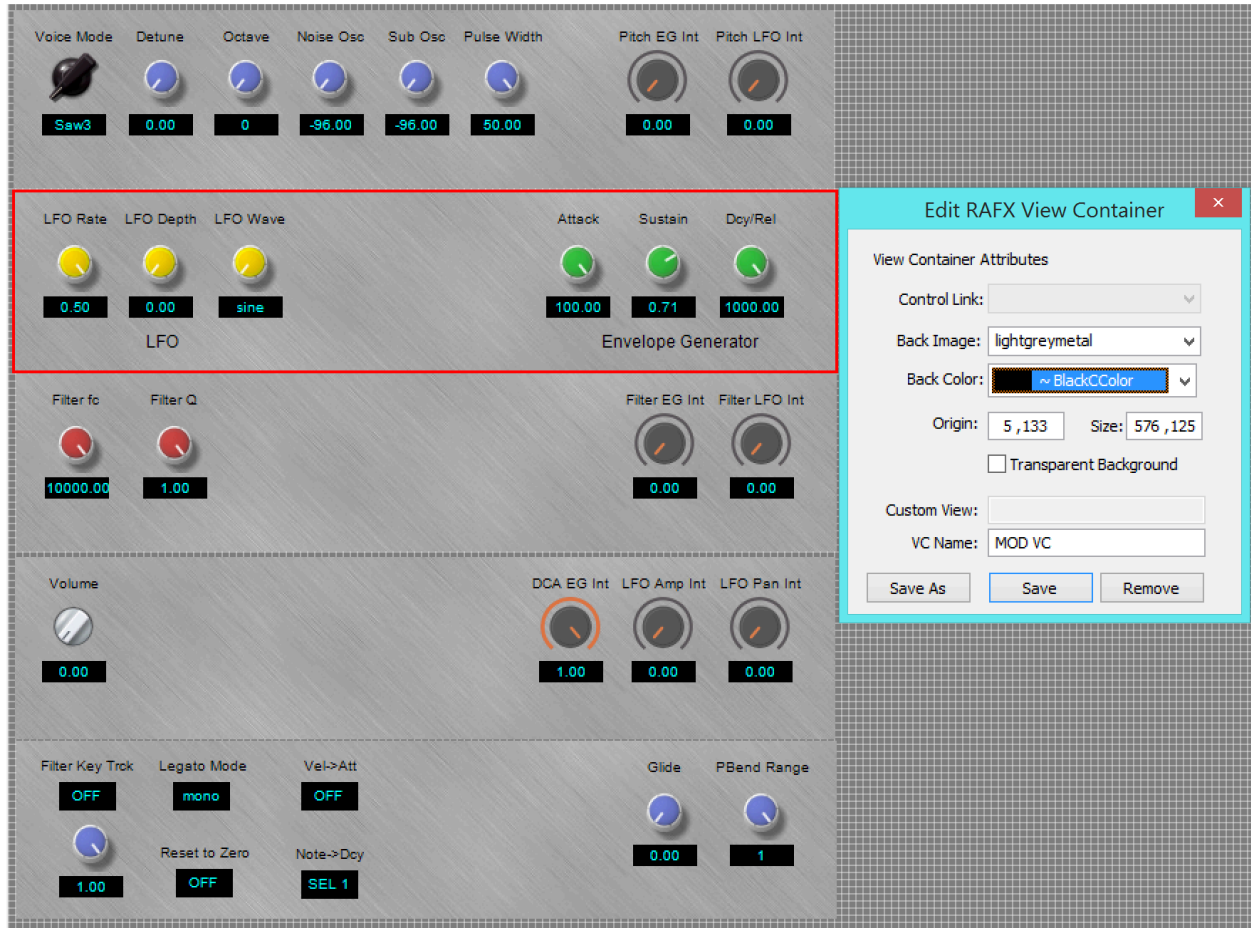 Voice Mode Detune Octave Noise Osc Sub Osc Pulse Width Pitch EG Int Pitch LFO Int
Saw3 0.00 0 -96.00 -96.00 50.00 0.00 0.00
LFO Rate LFO Depth LFO Wave Attack Sustain Dcy/Rel
0.50 0.00 sine 100.00 0.71 1000.00
LFO Envelope Generator
Filter fc Filter Q Filter EG Int Filter LFO Int
10000.00 1.00 0.00 0.00
Volume DCA EG Int LFO Amp Int LFO Pan Int
0.00 1.00 0.00 0.00
Filter Key Trck Legato Mode Vel->Att Glide PBend Range
OFF mono OFF
0.00 1
Reset to Zero Note->Dcy
1.00 OFF SEL 1
Edit RAFX View Container ×
View Container Attributes
Control Link:
Back Image: lightgreymetal
Back Color: ~ BlackCColor
Origin: 5 ,133 Size: 576 ,125
Transparent Background
Custom View:
VC Name: MOD VC
Save As Save Remove